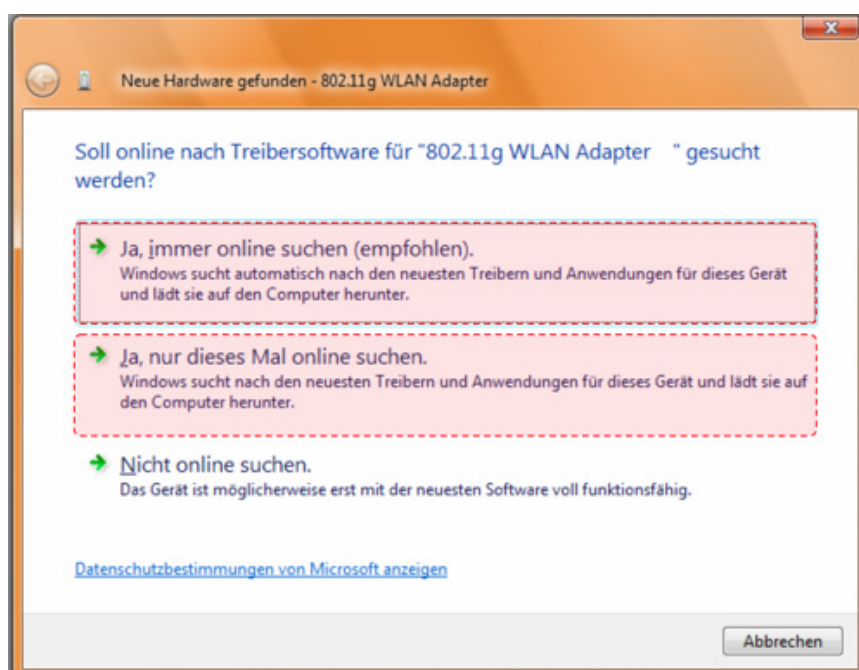 Neue Hardware gefunden - 802.11g WLAN Adapter
Soll online nach Treibersoftware für "802.11g WLAN Adapter " gesucht
werden?
Ja, immer online suchen (empfohlen).
Windows sucht automatisch nach den neuesten Treibern und Anwendungen für dieses Gerät
und lädt sie auf den Computer herunter.
Ja, nur dieses Mal online suchen.
Windows sucht nach den neuesten Treibern und Anwendungen für dieses Gerät und lädt sie auf
den Computer herunter.
Nicht online suchen.
Das Gerät ist möglicherweise erst mit der neuesten Software voll funktionsfähig.
Datenschutzbestimmungen von Microsoft anzeigen
Abbrechen